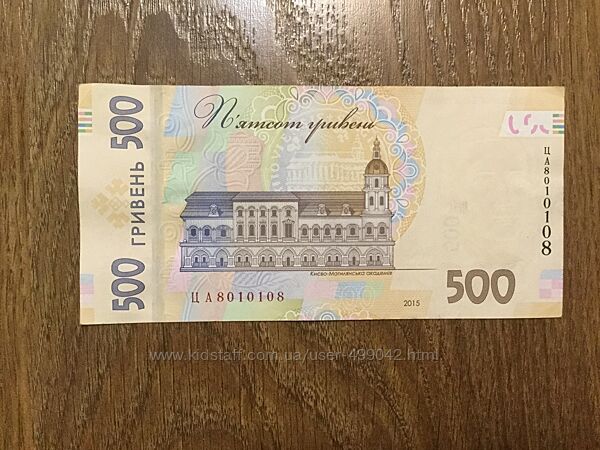 500 ГРИВЕНЬ 500
П'ятсот гривень
ЦА8010108
Києво-Могилянська академія
ЦА8010108
2015
500
www.kidstaff.com.ua/user-499042.html